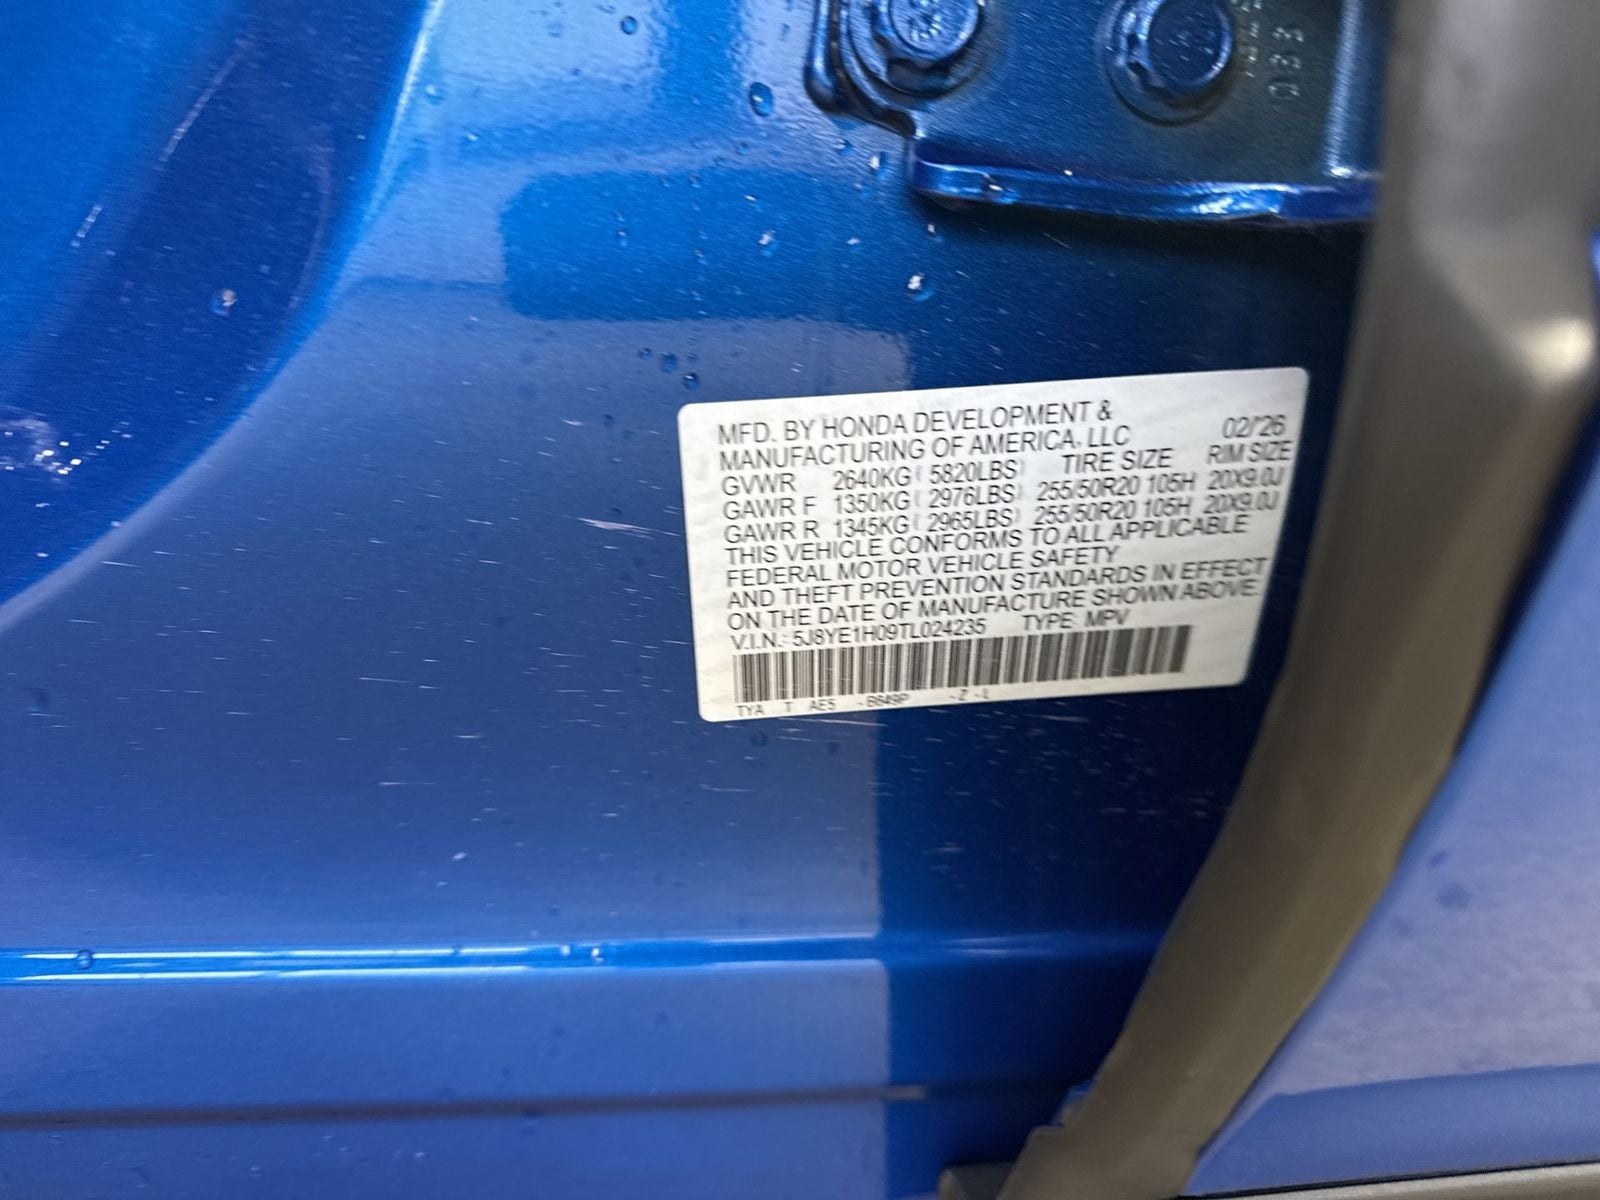 033
MFD. BY HONDA DEVELOPMENT &
MANUFACTURING OF AMERICA, LLC 02/'26
GVWR 2640KG ( 5820LBS) TIRE SIZE RIM SIZE
GAWR F 1350KG ( 2976LBS) 255/50R20 105H 20X9.0J
GAWR R 1345KG ( 2965LBS) 255/50R20 105H 20X9.0J
THIS VEHICLE CONFORMS TO ALL APPLICABLE
FEDERAL MOTOR VEHICLE SAFETY
AND THEFT PREVENTION STANDARDS IN EFFECT
ON THE DATE OF MANUFACTURE SHOWN ABOVE.
V.I.N.: 5J8YE1H09TL024235 TYPE: MPV
TYA T AE5 - B649P - Z - L